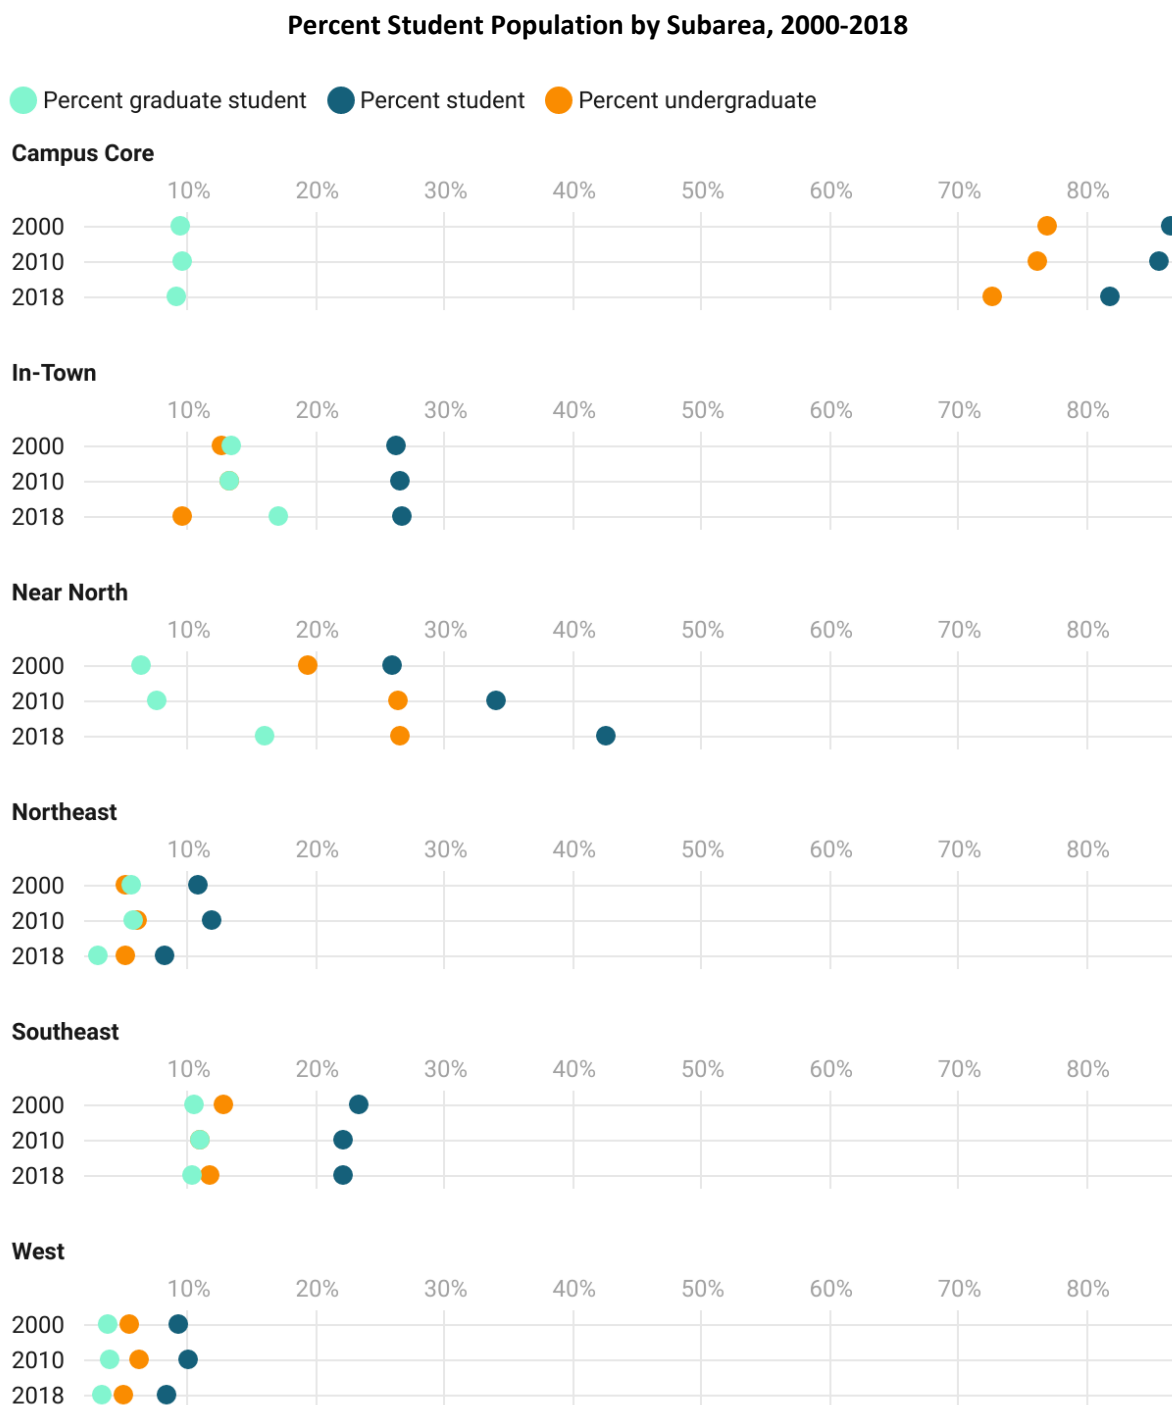 Percent Student Population by Subarea, 2000-2018
Percent graduate student Percent student Percent undergraduate
Campus Core
10% 20% 30% 40% 50% 60% 70% 80%
2000
2010
2018
In-Town
10% 20% 30% 40% 50% 60% 70% 80%
2000
2010
2018
Near North
10% 20% 30% 40% 50% 60% 70% 80%
2000
2010
2018
Northeast
10% 20% 30% 40% 50% 60% 70% 80%
2000
2010
2018
Southeast
10% 20% 30% 40% 50% 60% 70% 80%
2000
2010
2018
West
10% 20% 30% 40% 50% 60% 70% 80%
2000
2010
2018